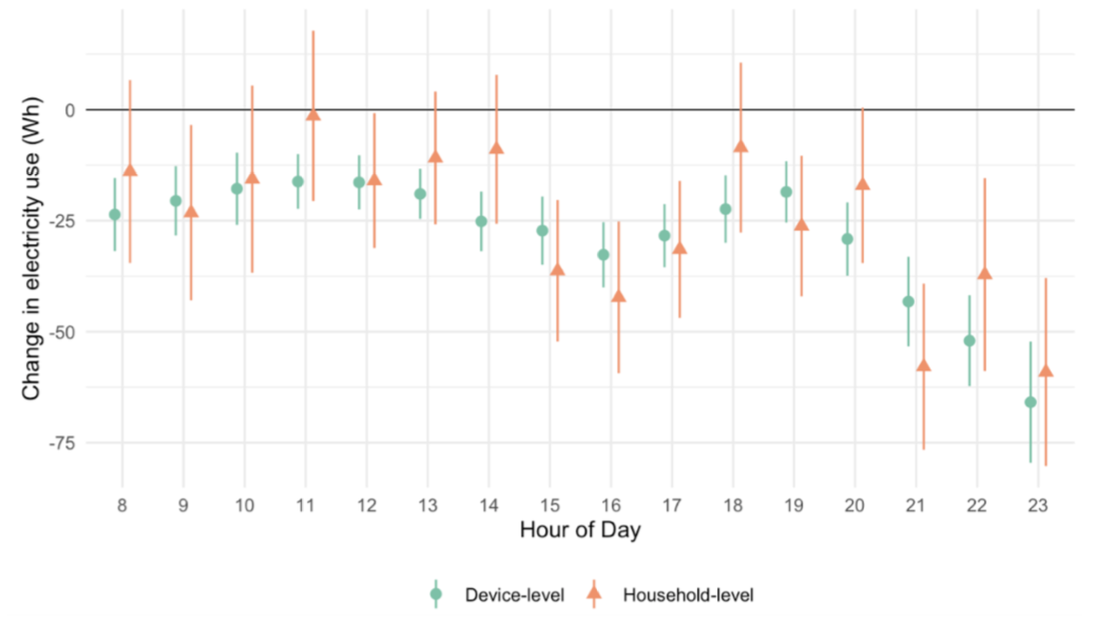 Change in electricity use (Wh)
0
-25
-50
-75
8 9 10 11 12 13 14 15 16 17 18 19 20 21 22 23
Hour of Day
Device-level Household-level